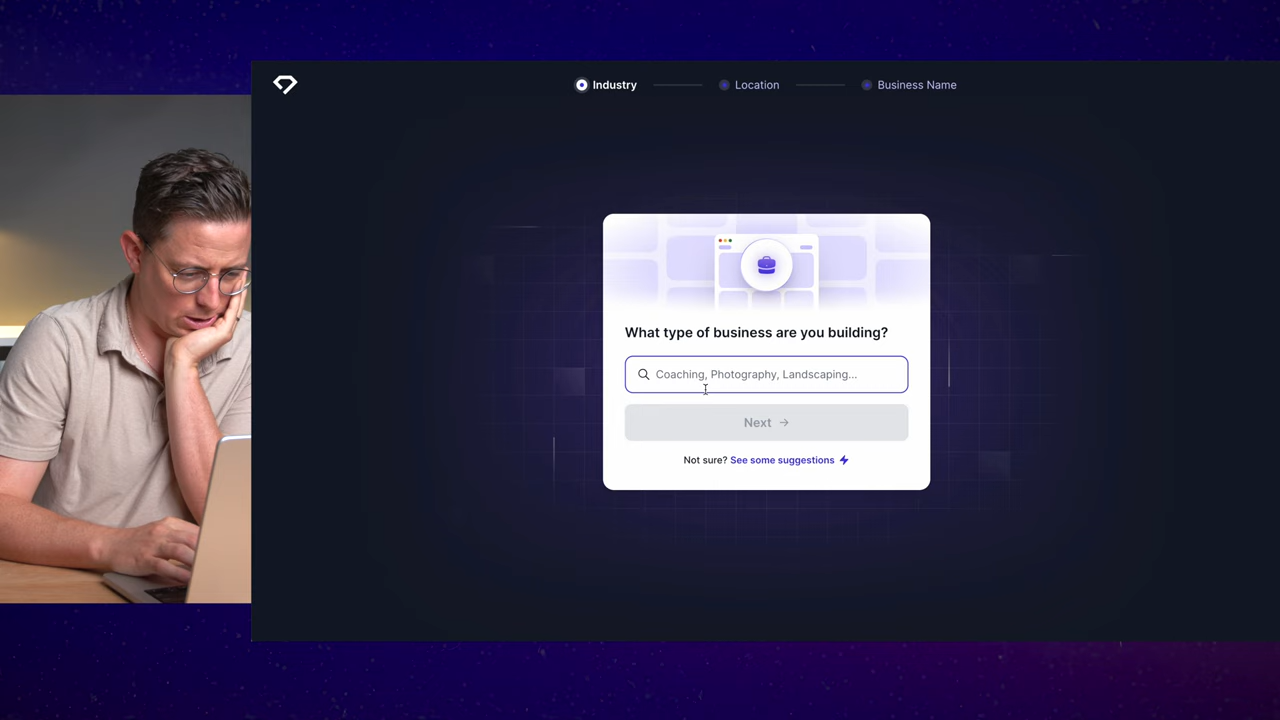 Industry
Location
Business Name
What type of business are you building?
Coaching, Photography, Landscaping...
Next
Not sure? See some suggestions